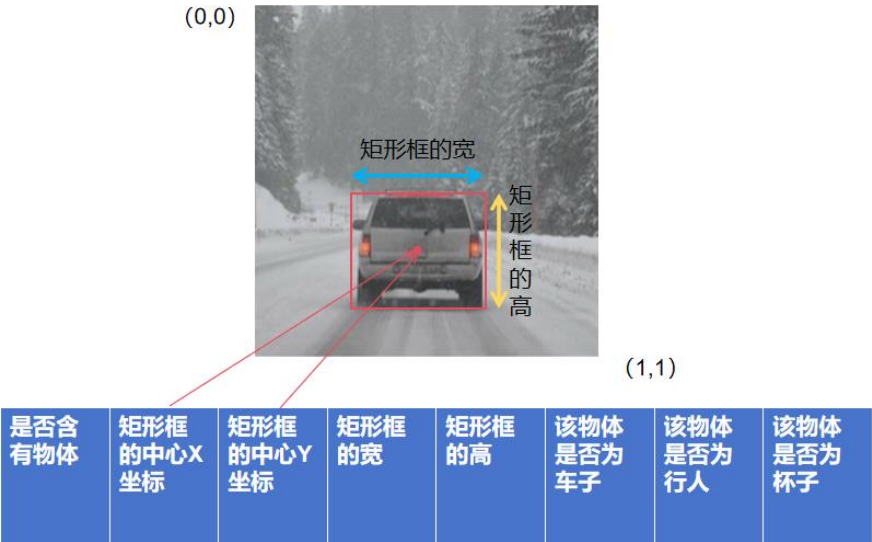 （0,0）
矩形框的宽
矩
形
框
的
高
（1,1）
是否含
有物体
矩形框
的中心X
坐标
矩形框
的中心Y
坐标
矩形框
的宽
矩形框
的高
该物体
是否为
车子
该物体
是否为
行人
该物体
是否为
杯子